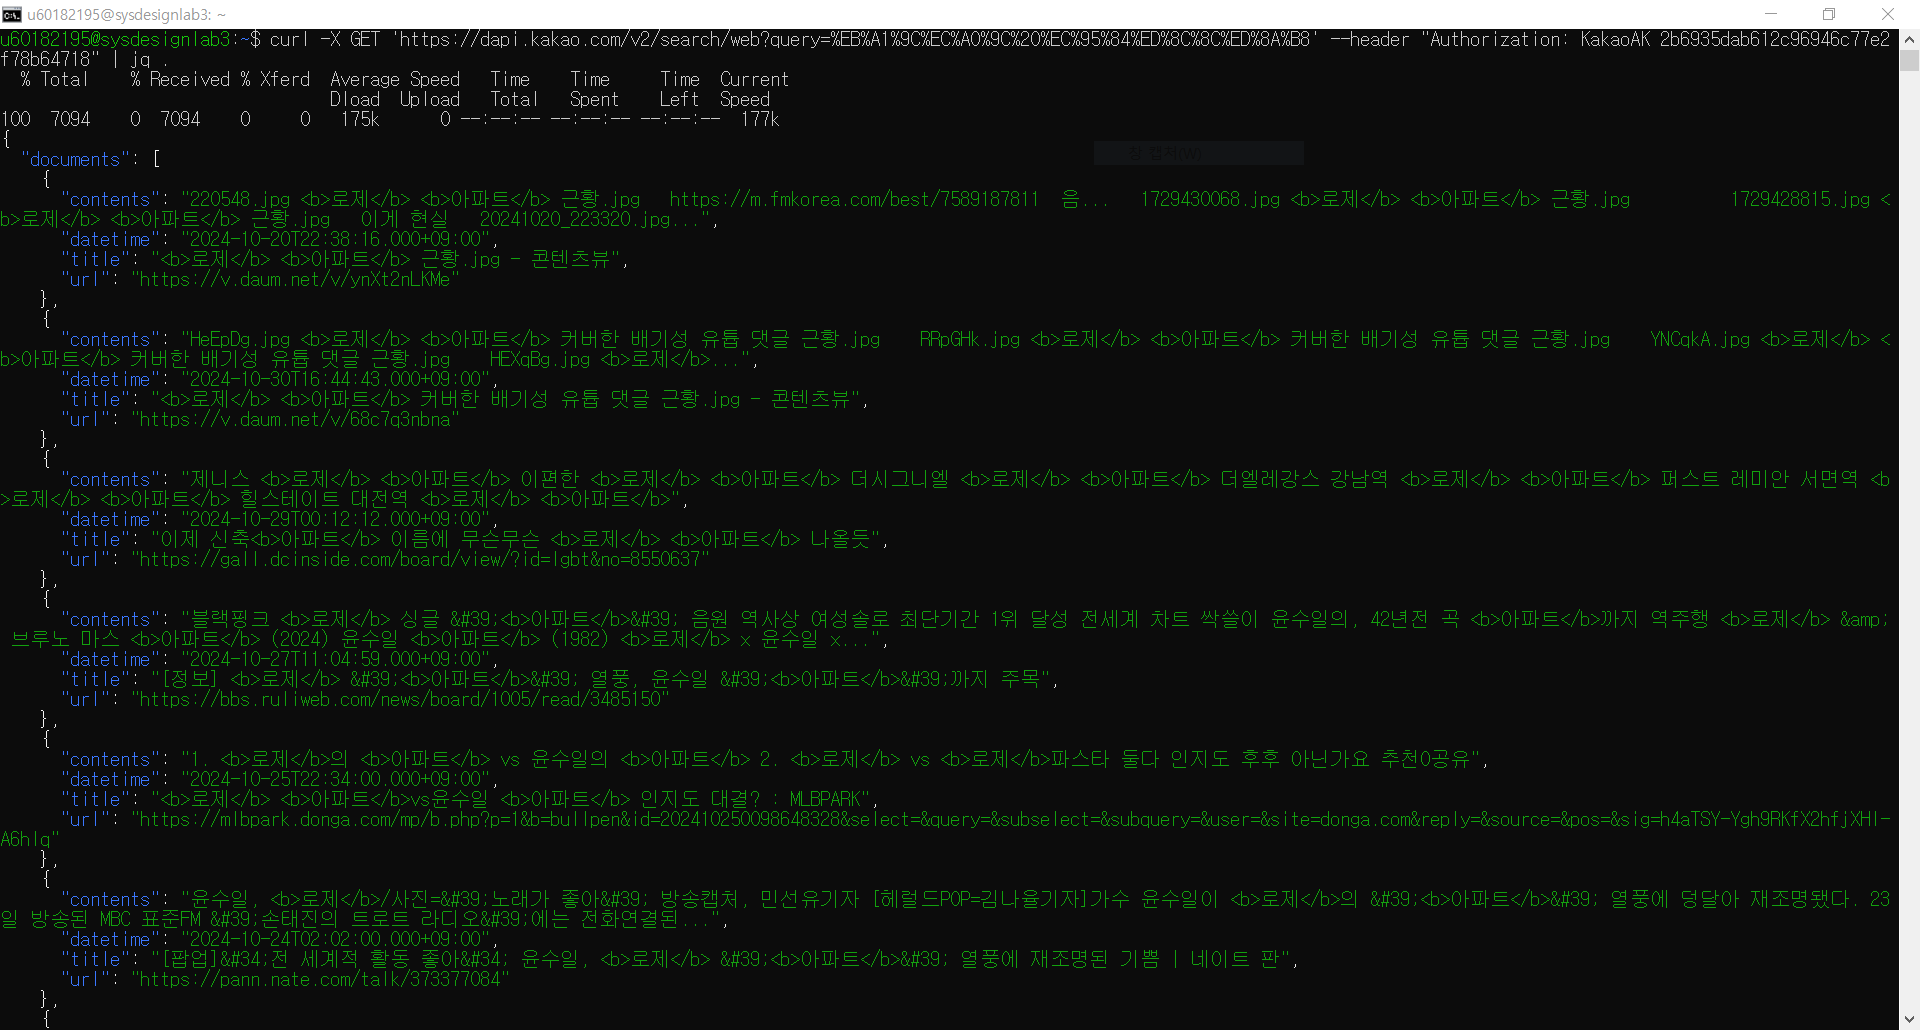 u60182195@sysdesignlab3: ~
u60182195@sysdesignlab3:~$ curl -X GET 'https://dapi.kakao.com/v2/search/web?query=%EB%A1%9C%EC%A0%9C%20%EC%95%84%ED%8C%8C%ED%8A%B8' --header "Authorization: KakaoAK 2b6935dab612c96946c77e2
f78b64718" | jq .
% Total % Received % Xferd Average Speed Time Time Time Current
Dload Upload Total Spent Left Speed
100 7094 0 7094 0 0 175k 0 --:--:-- --:--:-- --:--:-- 177k
{
"documents": [
창 캡처(W)
{
"contents": "220548.jpg <b>로제</b> <b>아파트</b> 근황.jpg https://m.fmkorea.com/best/7589187811 음... 1729430068.jpg <b>로제</b> <b>아파트</b> 근황.jpg 1729428815.jpg <
b>로제</b> <b>아파트</b> 근황.jpg 이게 현실 20241020_223320.jpg...",
"datetime": "2024-10-20T22:38:16.000+09:00",
"title": "<b>로제</b> <b>아파트</b> 근황.jpg - 콘텐츠뷰",
"url": "https://v.daum.net/v/ynXt2nLKMe"
},
{
"contents": "HeEpDg.jpg <b>로제</b> <b>아파트</b> 커버한 배기성 유튭 댓글 근황.jpg RRpGHk.jpg <b>로제</b> <b>아파트</b> 커버한 배기성 유튭 댓글 근황.jpg YNCqkA.jpg <b>로제</b> <
b>아파트</b> 커버한 배기성 유튭 댓글 근황.jpg HEXqBg.jpg <b>로제</b>...",
"datetime": "2024-10-30T16:44:43.000+09:00",
"title": "<b>로제</b> <b>아파트</b> 커버한 배기성 유튭 댓글 근황.jpg - 콘텐츠뷰",
"url": "https://v.daum.net/v/68c7q3nbna"
},
{
"contents": "제니스 <b>로제</b> <b>아파트</b> 이편한 <b>로제</b> <b>아파트</b> 더시그니엘 <b>로제</b> <b>아파트</b> 더엘레강스 강남역 <b>로제</b> <b>아파트</b> 퍼스트 레미안 서면역 <b
>로제</b> <b>아파트</b> 힐스테이트 대전역 <b>로제</b> <b>아파트</b>",
"datetime": "2024-10-29T00:12:12.000+09:00",
"title": "이제 신축<b>아파트</b> 이름에 무슨무슨 <b>로제</b> <b>아파트</b> 나올듯",
"url": "https://gall.dcinside.com/board/view/?id=lgbt&no=8550637"
},
{
"contents": "블랙핑크 <b>로제</b> 싱글 &#39;<b>아파트</b>&#39; 음원 역사상 여성솔로 최단기간 1위 달성 전세계 차트 싹쓸이 윤수일의, 42년전 곡 <b>아파트</b>까지 역주행 <b>로제</b> &amp;
브루노 마스 <b>아파트</b> (2024) 윤수일 <b>아파트</b> (1982) <b>로제</b> x 윤수일 x...",
"datetime": "2024-10-27T11:04:59.000+09:00",
"title": "[정보] <b>로제</b> &#39;<b>아파트</b>&#39; 열풍, 윤수일 &#39;<b>아파트</b>&#39;까지 주목",
"url": "https://bbs.ruliweb.com/news/board/1005/read/3485150"
},
{
"contents": "1. <b>로제</b>의 <b>아파트</b> vs 윤수일의 <b>아파트</b> 2. <b>로제</b> vs <b>로제</b>파스타 둘다 인지도 후후 아닌가요 추천0공유",
"datetime": "2024-10-25T22:34:00.000+09:00",
"title": "<b>로제</b> <b>아파트</b>vs윤수일 <b>아파트</b> 인지도 대결? : MLBPARK",
"url": "https://mlbpark.donga.com/mp/b.php?p=1&b=bullpen&id=202410250098648328&select=&query=&subselect=&subquery=&user=&site=donga.com&reply=&source=&pos=&sig=h4aTSY-Ygh9RKfX2hfjXHl-
A6hlq"
},
{
"contents": "윤수일, <b>로제</b>/사진=&#39;노래가 좋아&#39; 방송캡처, 민선유기자 [헤럴드POP=김나율기자]가수 윤수일이 <b>로제</b>의 &#39;<b>아파트</b>&#39; 열풍에 덩달아 재조명됐다. 23
일 방송된 MBC 표준FM &#39;손태진의 트로트 라디오&#39;에는 전화연결된...",
"datetime": "2024-10-24T02:02:00.000+09:00",
"title": "[팝업]&#34;전 세계적 활동 좋아&#34; 윤수일, <b>로제</b> &#39;<b>아파트</b>&#39; 열풍에 재조명된 기쁨 | 네이트 판",
"url": "https://pann.nate.com/talk/373377084"
},
{